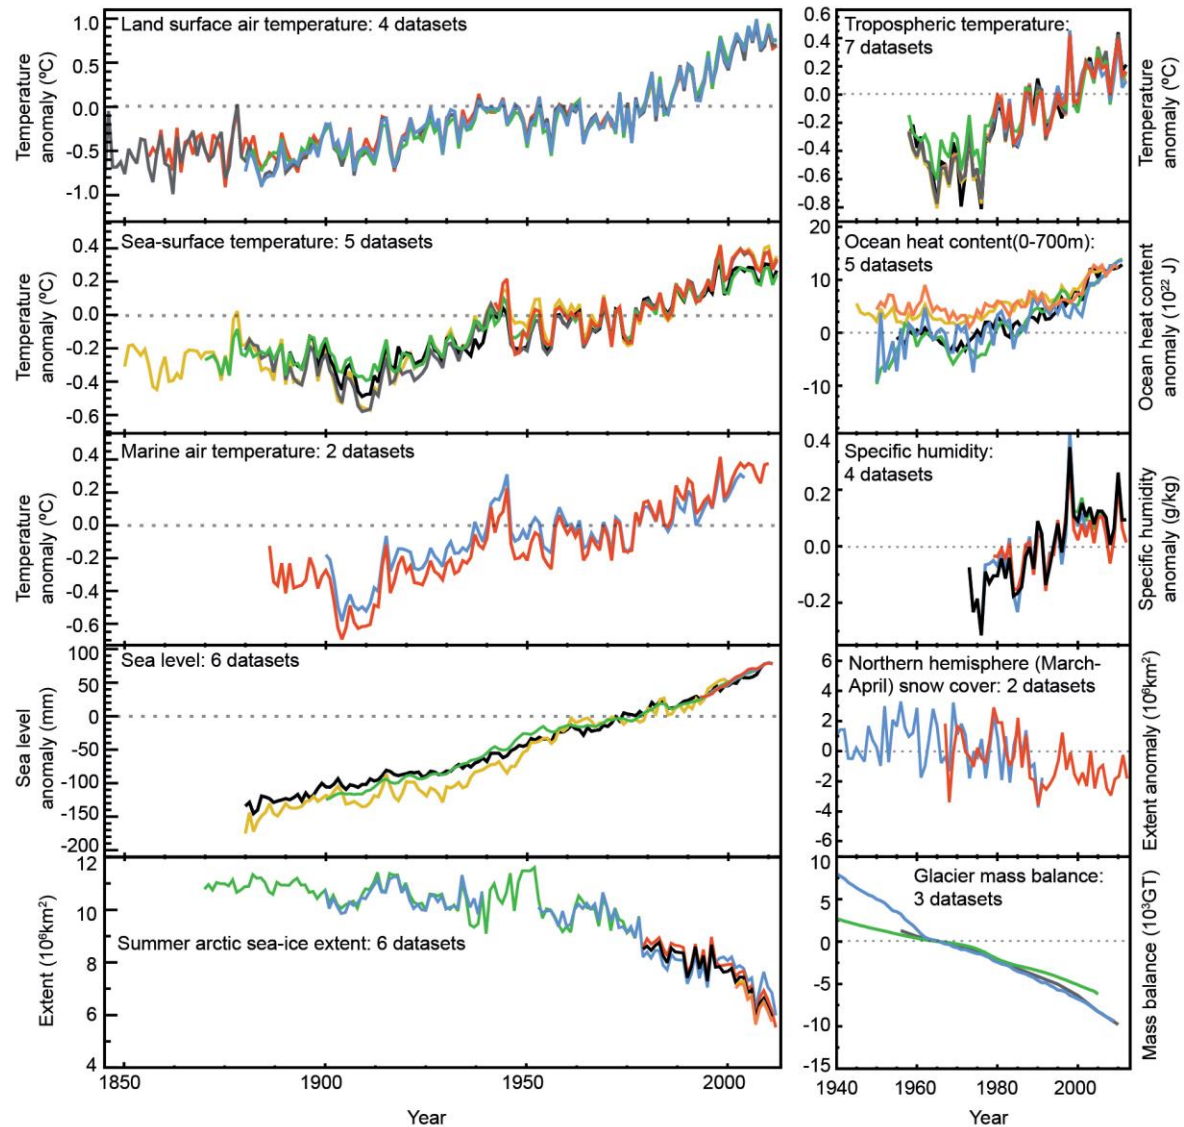 Land surface air temperature: 4 datasets
1.0
0.5
0.0
-0.5
-1.0
Temperature
anomaly (ºC)
Sea-surface temperature: 5 datasets
0.4
0.2
0.0
-0.2
-0.4
-0.6
Temperature
anomaly (ºC)
Marine air temperature: 2 datasets
0.4
0.2
0.0
-0.2
-0.4
-0.6
Temperature
anomaly (ºC)
Sea level: 6 datasets
100
50
0
-50
-100
-150
-200
Sea level
anomaly (mm)
12
10
8
6
4
Summer arctic sea-ice extent: 6 datasets
Extent (10⁶km²)
1850
1900
1950
2000
Year
Tropospheric temperature:
7 datasets
0.6
0.4
0.2
0.0
-0.2
-0.4
-0.6
-0.8
Temperature
anomaly (ºC)
Ocean heat content(0-700m):
5 datasets
20
10
0
-10
Ocean heat content
anomaly (10²² J)
Specific humidity:
4 datasets
0.4
0.2
0.0
-0.2
Specific humidity
anomaly (g/kg)
Northern hemisphere (March-
April) snow cover: 2 datasets
6
4
2
0
-2
-4
-6
Extent anomaly (10⁶km²)
Glacier mass balance:
3 datasets
10
5
0
-5
-10
-15
Mass balance (10³GT)
1940
1960
1980
2000
Year